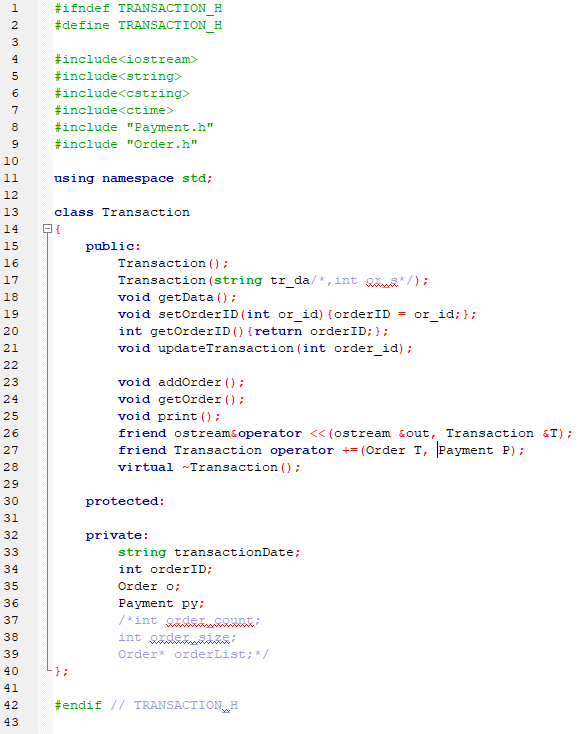 1 #ifndef TRANSACTION_H
2 #define TRANSACTION_H
3
4 #include<iostream>
5 #include<string>
6 #include<cstring>
7 #include<ctime>
8 #include "Payment.h"
9 #include "Order.h"
10
11 using namespace std;
12
13 class Transaction
14 {
15     public:
16         Transaction();
17         Transaction(string tr_da/*,int or_s*/);
18         void getData();
19         void setOrderID(int or_id){orderID = or_id;};
20         int getOrderID(){return orderID;};
21         void updateTransaction(int order_id);
22
23         void addOrder();
24         void getOrder();
25         void print();
26         friend ostream&operator <<(ostream &out, Transaction &T);
27         friend Transaction operator +=(Order T, Payment P);
28         virtual ~Transaction();
29
30     protected:
31
32     private:
33         string transactionDate;
34         int orderID;
35         Order o;
36         Payment py;
37         /*int order_count;
38         int order_size;
39         Order* orderList;*/
40 };
41
42 #endif // TRANSACTION_H
43